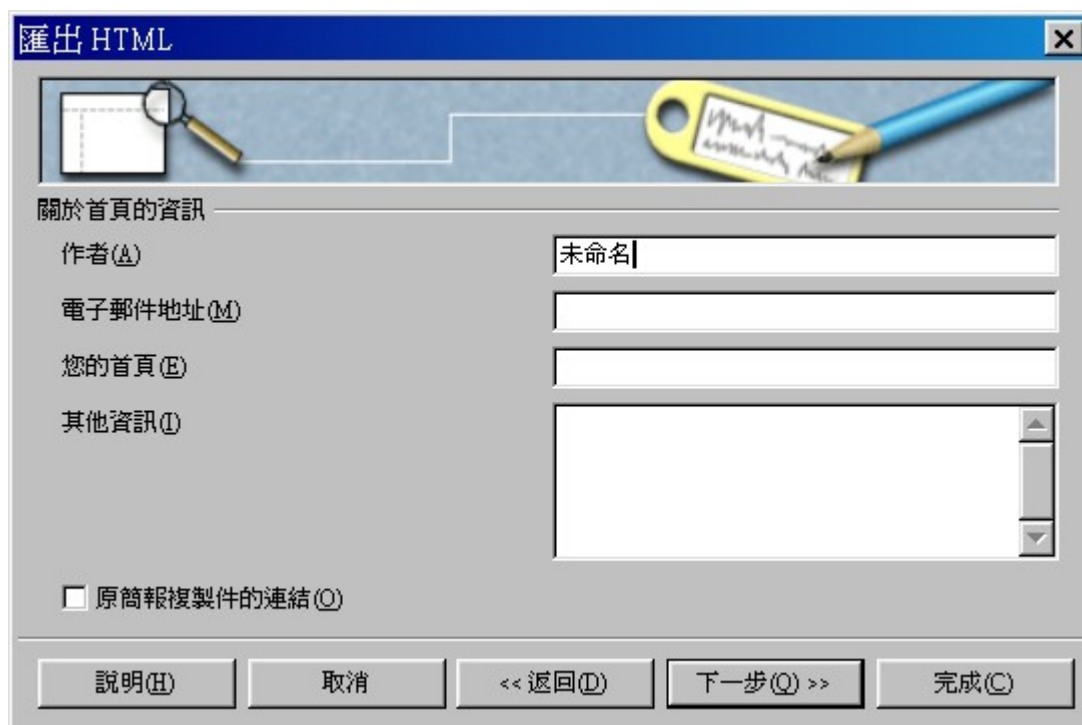 匯出 HTML
關於首頁的資訊
作者(A) 未命名
電子郵件地址(M)
您的首頁(E)
其他資訊(I)
原簡報複製件的連結(O)
說明(H) 取消 << 返回(D) 下一步(Q) >> 完成(C)